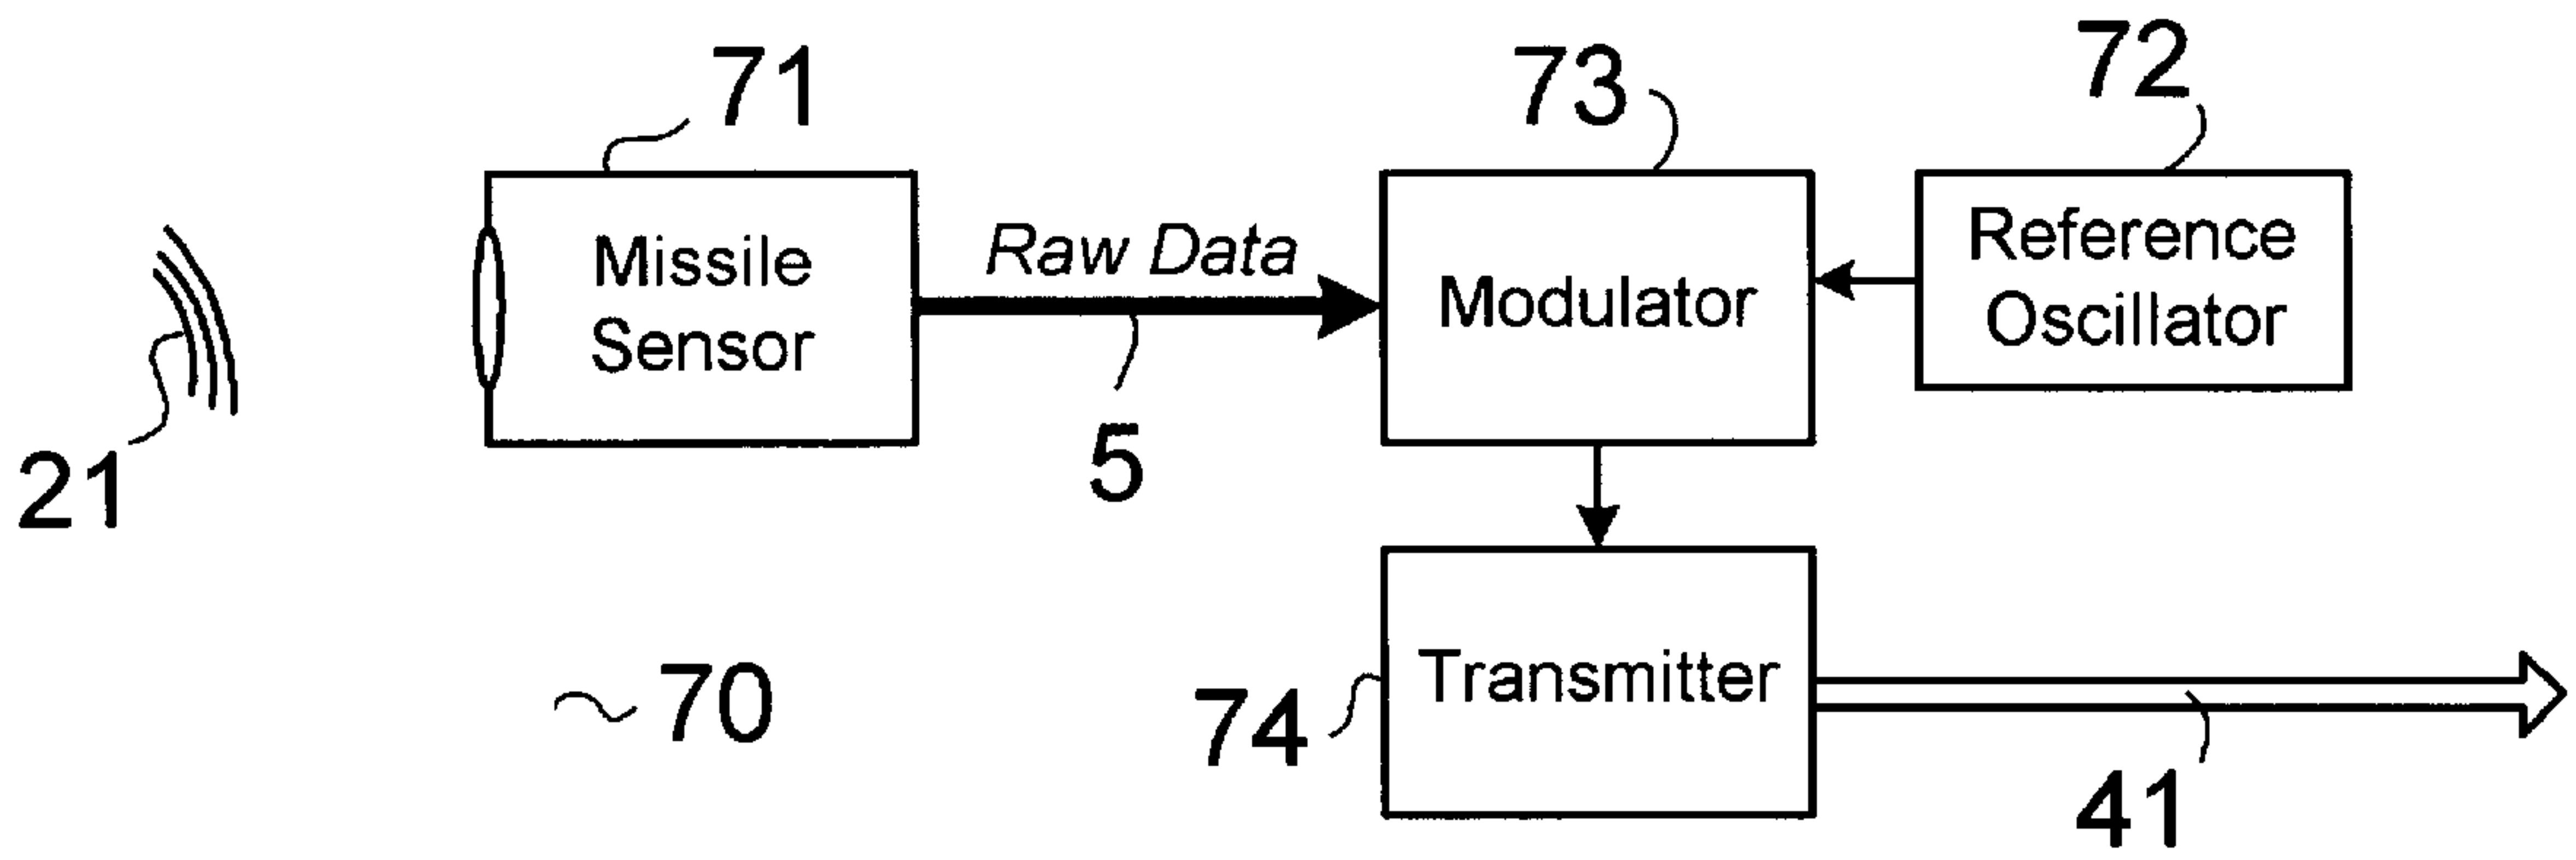 71
73
72
Missile
Sensor
Raw Data
Modulator
Reference
Oscillator
21
5
70
74
Transmitter
41